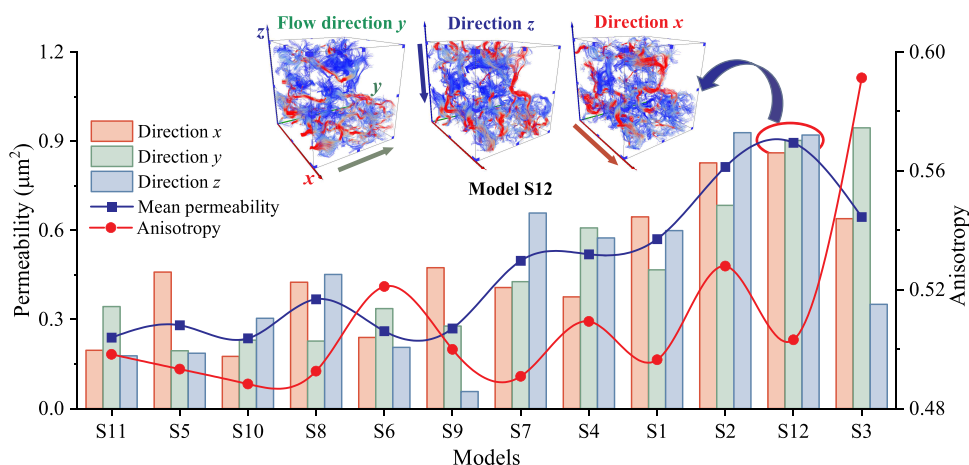 Flow direction y
Direction z
Direction x
z
y
x
Model S12
1.2
0.9
0.6
0.3
0.0
Permeability (μm²)
0.60
0.56
0.52
0.48
Anisotropy
Direction x
Direction y
Direction z
Mean permeability
Anisotropy
S11 S5 S10 S8 S6 S9 S7 S4 S1 S2 S12 S3
Models